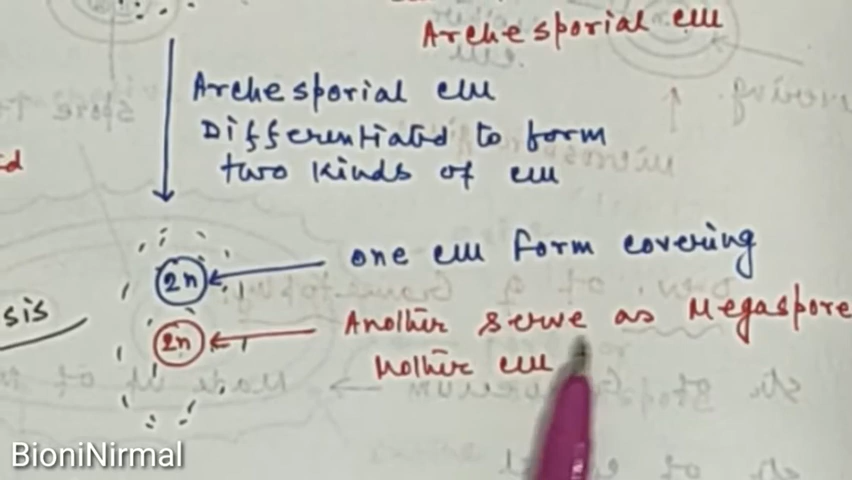 Archesporial cell
Archesporial cell
Differentiated to form
two kinds of cell
2n
one cell form covering
sis
2n
Another serve as Megaspore
Mother cell
BioniNirmal